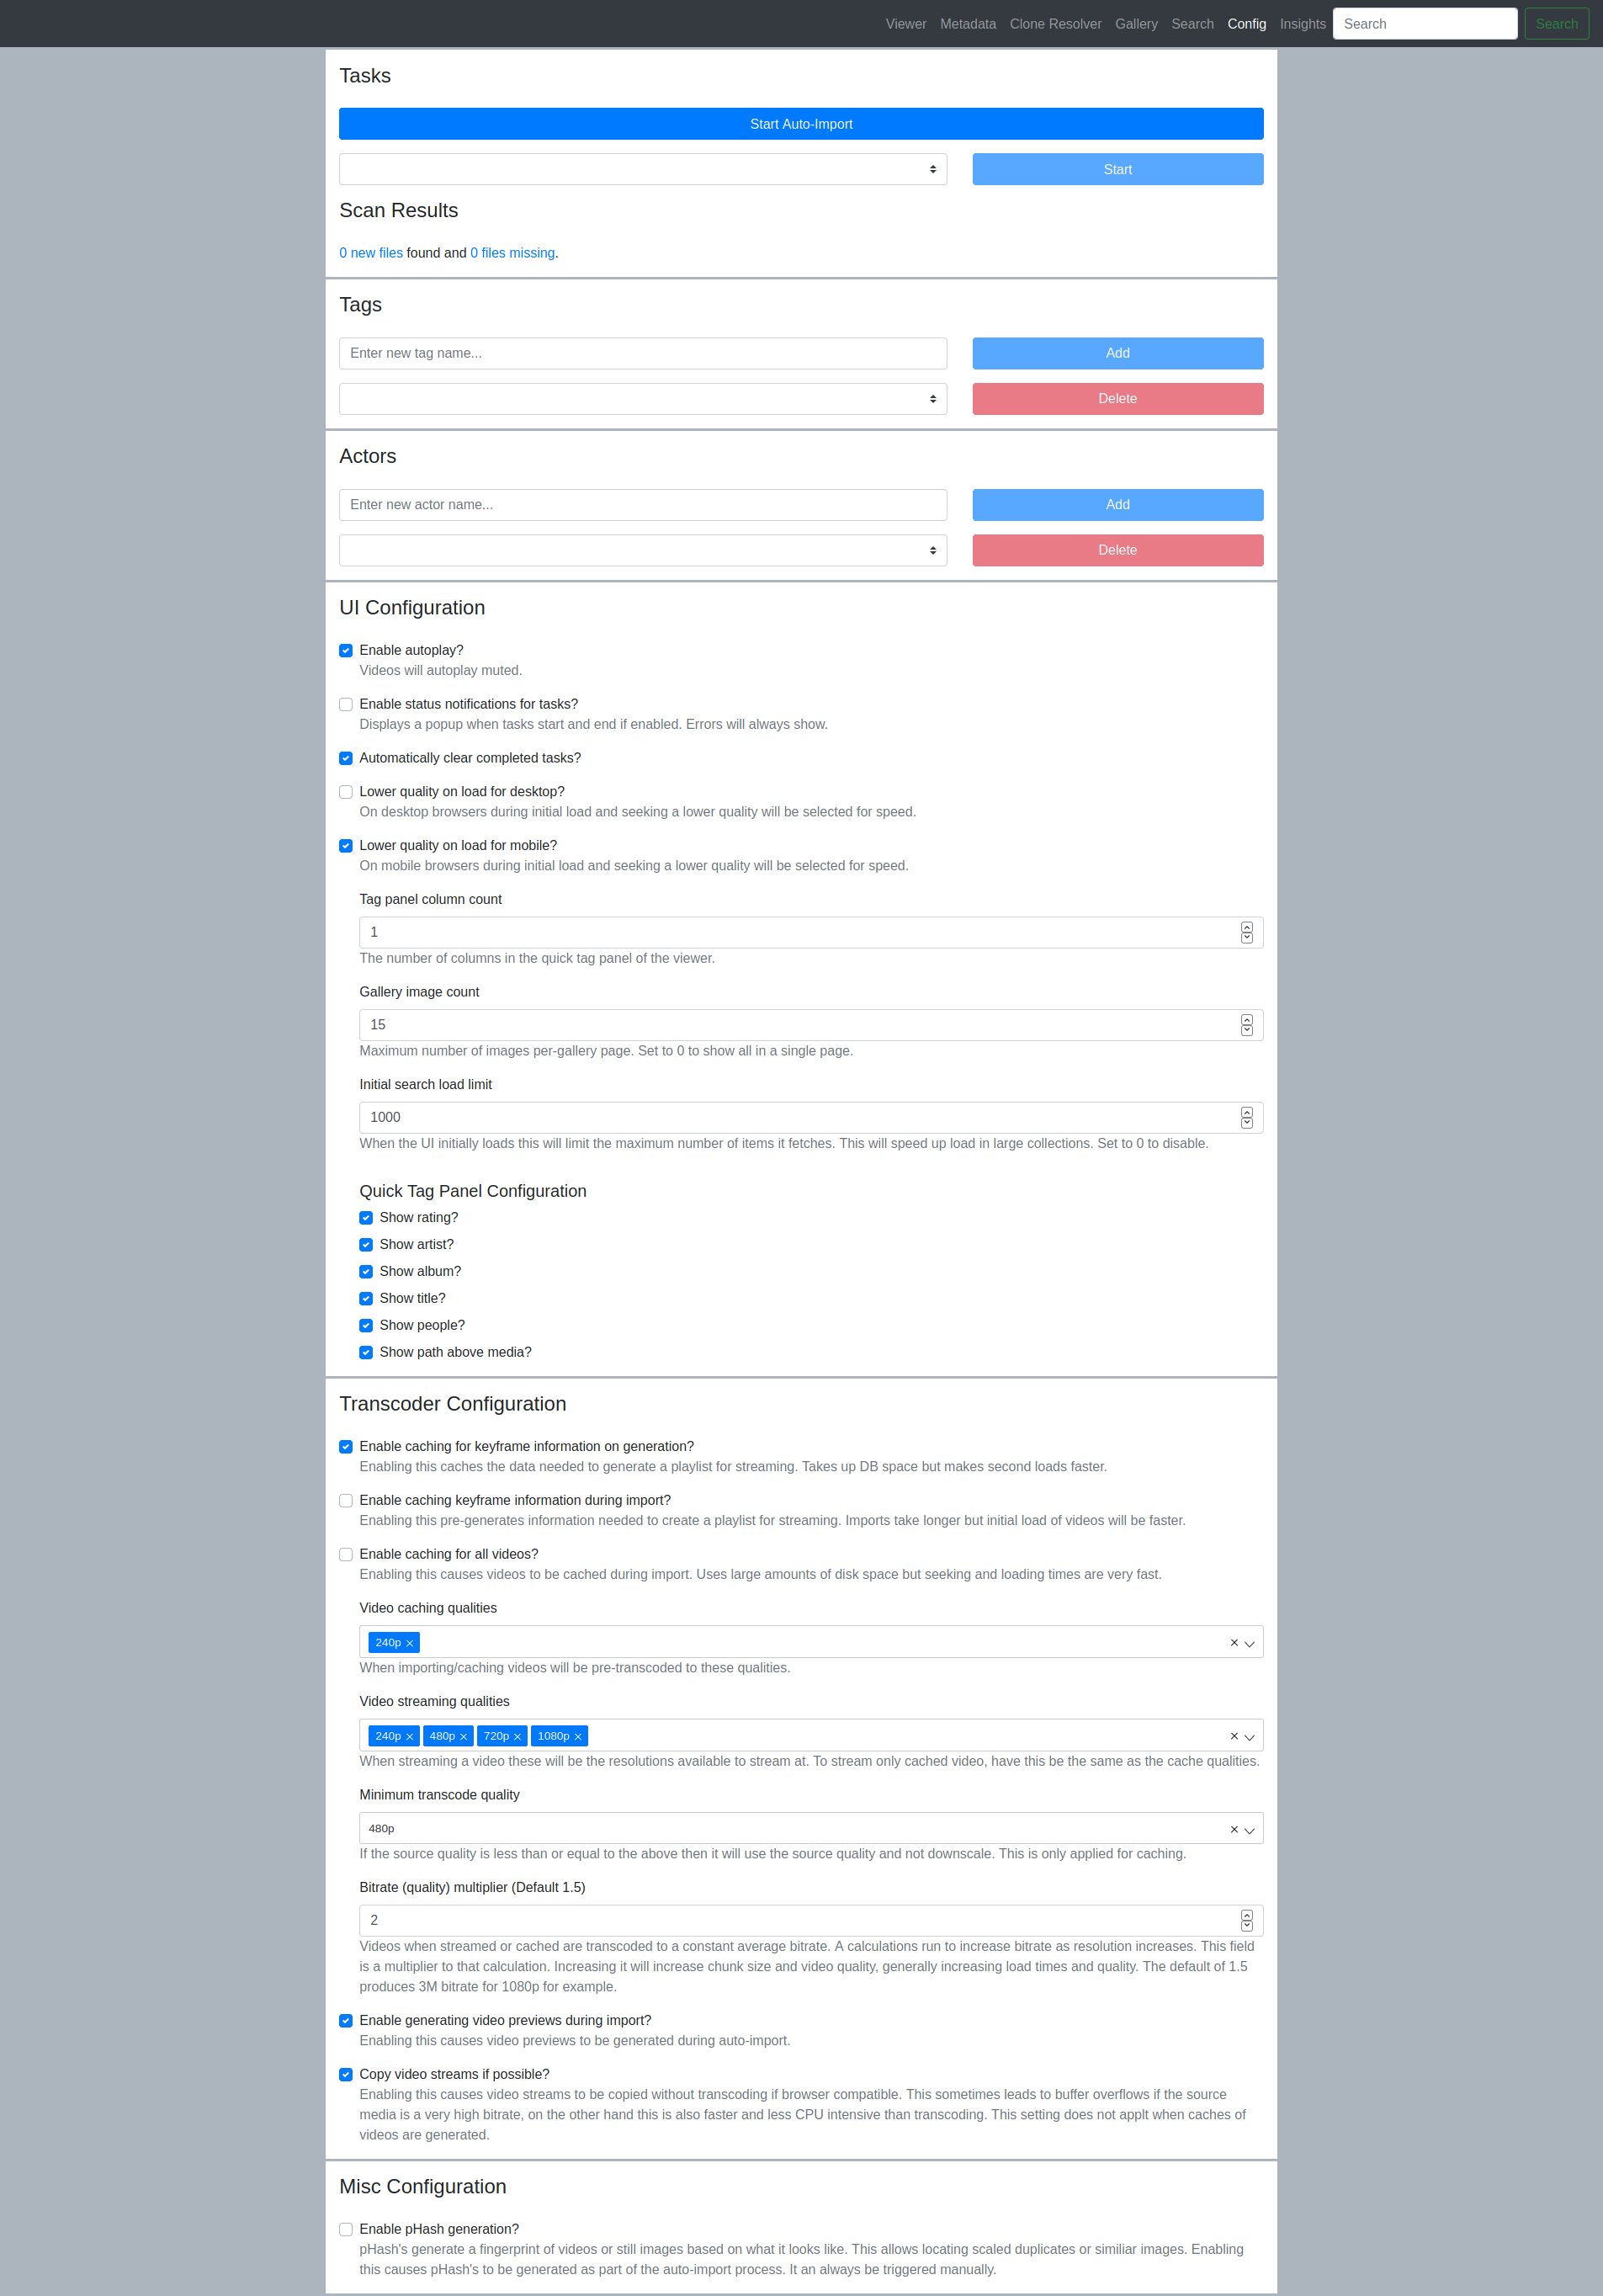 Viewer Metadata Clone Resolver Gallery Search Config Insights Search Search
Tasks
Start Auto-Import
Start
Scan Results
0 new files found and 0 files missing.
Tags
Enter new tag name... Add
Delete
Actors
Enter new actor name... Add
Delete
UI Configuration
Enable autoplay?
Videos will autoplay muted.
Enable status notifications for tasks?
Displays a popup when tasks start and end if enabled. Errors will always show.
Automatically clear completed tasks?
Lower quality on load for desktop?
On desktop browsers during initial load and seeking a lower quality will be selected for speed.
Lower quality on load for mobile?
On mobile browsers during initial load and seeking a lower quality will be selected for speed.
Tag panel column count
1
The number of columns in the quick tag panel of the viewer.
Gallery image count
15
Maximum number of images per-gallery page. Set to 0 to show all in a single page.
Initial search load limit
1000
When the UI initially loads this will limit the maximum number of items it fetches. This will speed up load in large collections. Set to 0 to disable.
Quick Tag Panel Configuration
Show rating?
Show artist?
Show album?
Show title?
Show people?
Show path above media?
Transcoder Configuration
Enable caching for keyframe information on generation?
Enabling this caches the data needed to generate a playlist for streaming. Takes up DB space but makes second loads faster.
Enable caching keyframe information during import?
Enabling this pre-generates information needed to create a playlist for streaming. Imports take longer but initial load of videos will be faster.
Enable caching for all videos?
Enabling this causes videos to be cached during import. Uses large amounts of disk space but seeking and loading times are very fast.
Video caching qualities
240p
When importing/caching videos will be pre-transcoded to these qualities.
Video streaming qualities
240p 480p 720p 1080p
When streaming a video these will be the resolutions available to stream at. To stream only cached video, have this be the same as the cache qualities.
Minimum transcode quality
480p
If the source quality is less than or equal to the above then it will use the source quality and not downscale. This is only applied for caching.
Bitrate (quality) multiplier (Default 1.5)
2
Videos when streamed or cached are transcoded to a constant average bitrate. A calculations run to increase bitrate as resolution increases. This field
is a multiplier to that calculation. Increasing it will increase chunk size and video quality, generally increasing load times and quality. The default of 1.5
produces 3M bitrate for 1080p for example.
Enable generating video previews during import?
Enabling this causes video previews to be generated during auto-import.
Copy video streams if possible?
Enabling this causes video streams to be copied without transcoding if browser compatible. This sometimes leads to buffer overflows if the source
media is a very high bitrate, on the other hand this is also faster and less CPU intensive than transcoding. This setting does not applt when caches of
videos are generated.
Misc Configuration
Enable pHash generation?
pHash's generate a fingerprint of videos or still images based on what it looks like. This allows locating scaled duplicates or similiar images. Enabling
this causes pHash's to be generated as part of the auto-import process. It an always be triggered manually.